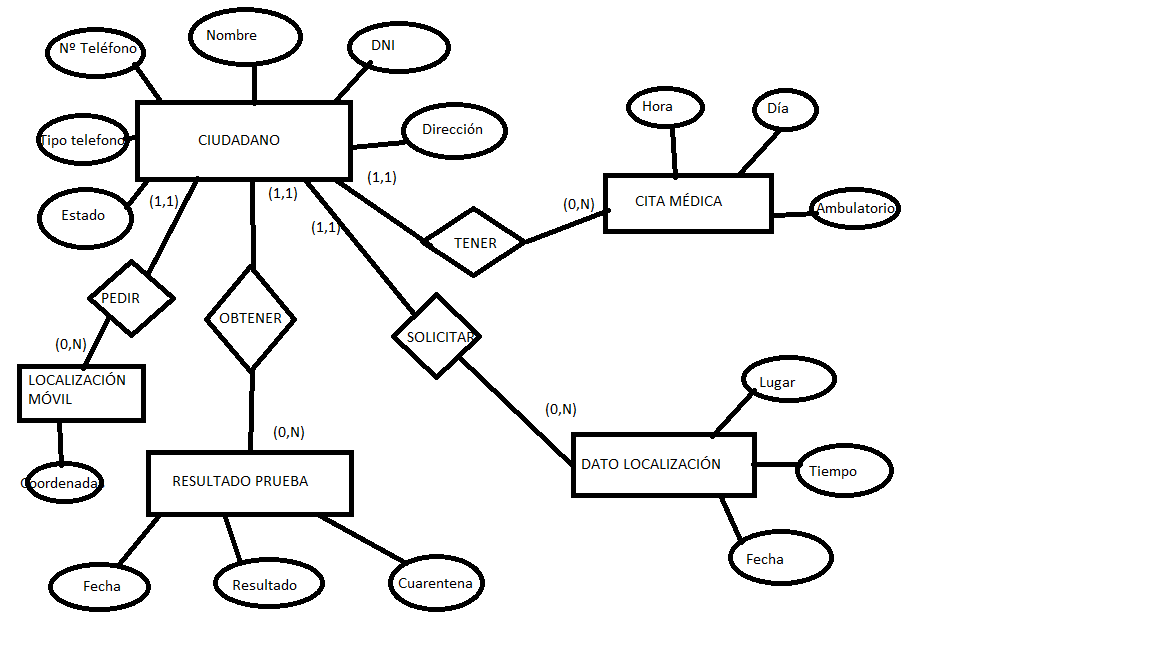 Nº Teléfono
Nombre
DNI
Tipo telefono
CIUDADANO
Dirección
Estado
(1,1)
(1,1)
(1,1)
(1,1)
Hora
Día
(0,N)
CITA MÉDICA
Ambulatorio
TENER
PEDIR
OBTENER
SOLICITAR
(0,N)
LOCALIZACIÓN
MÓVIL
Coordenadas
(0,N)
RESULTADO PRUEBA
(0,N)
DATO LOCALIZACIÓN
Lugar
Tiempo
Fecha
Fecha
Resultado
Cuarentena